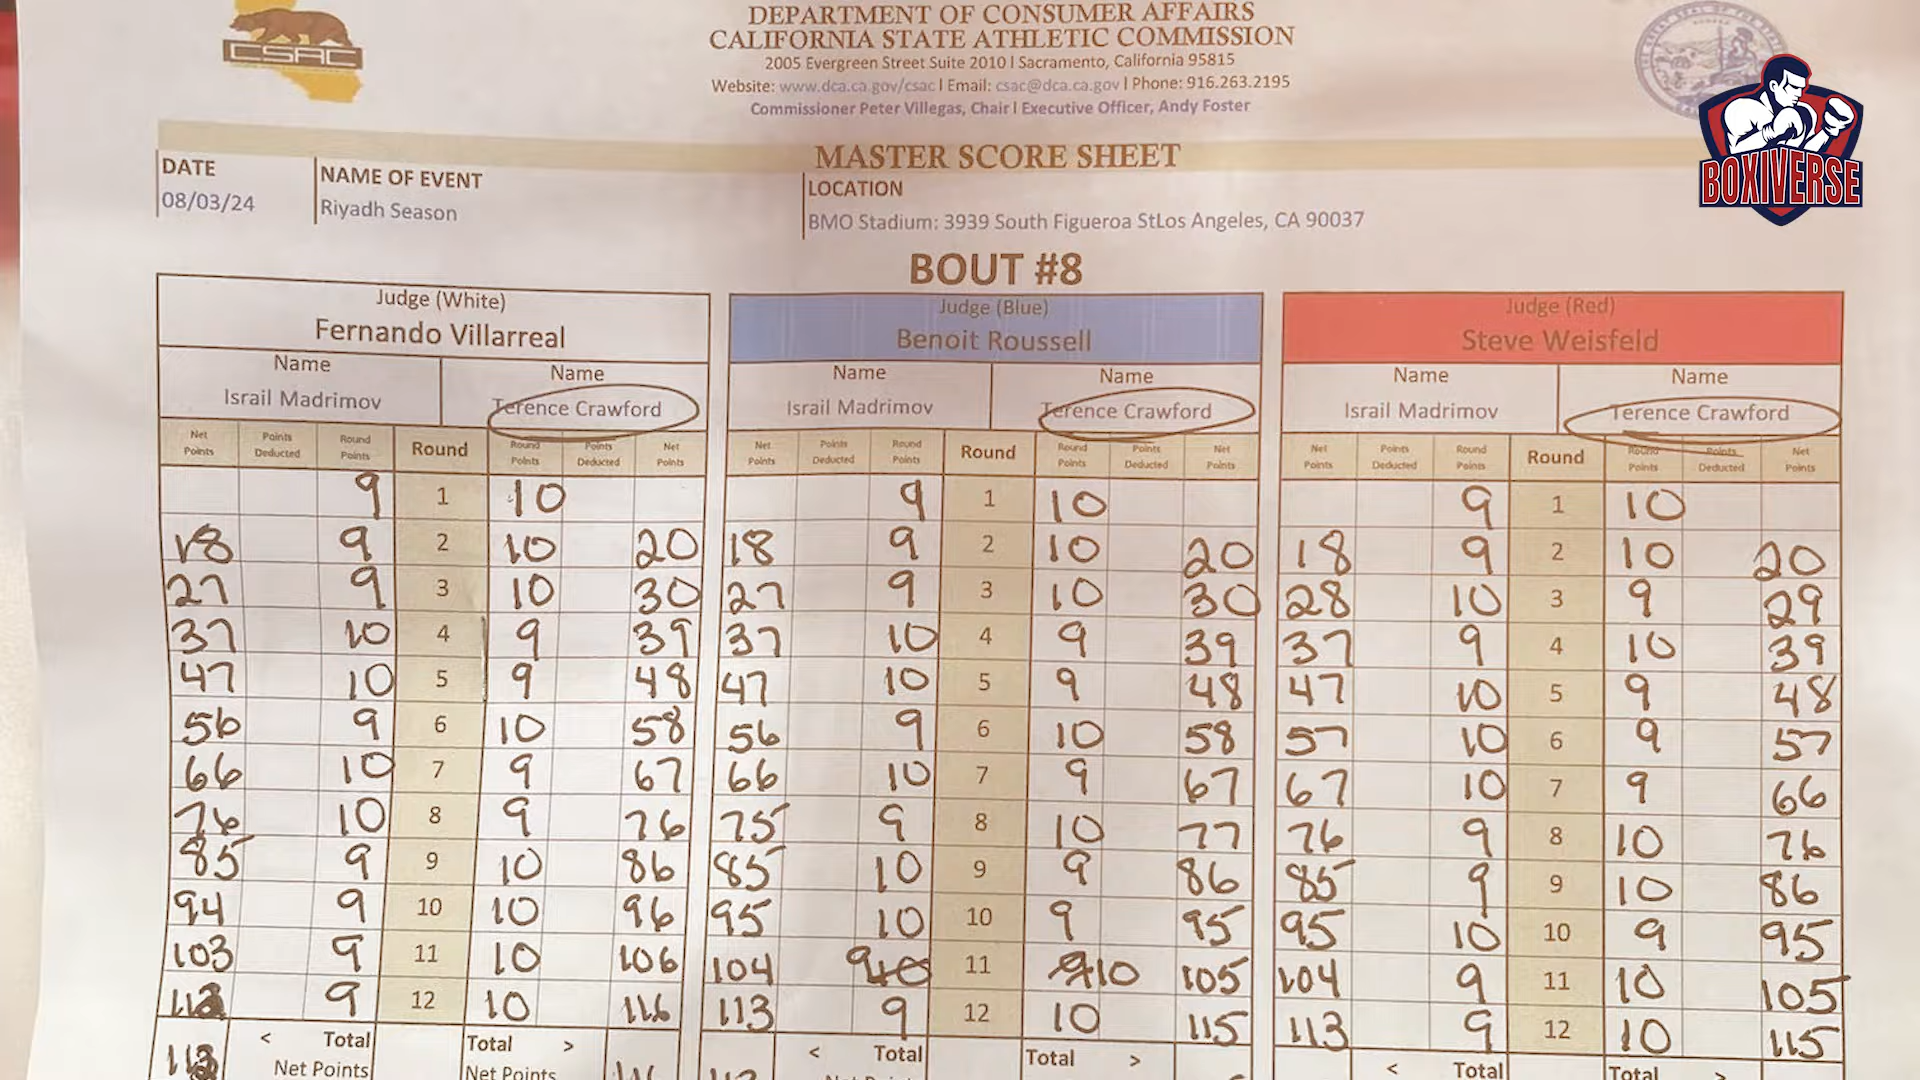 CSAC
DEPARTMENT OF CONSUMER AFFAIRS
CALIFORNIA STATE ATHLETIC COMMISSION
2005 Evergreen Street Suite 2010 | Sacramento, California 95815
Website: www.dca.ca.gov/csac | Email: csac@dca.ca.gov | Phone: 916.263.2195
Commissioner Peter Villegas, Chair | Executive Officer, Andy Foster
BOXIVERSE
MASTER SCORE SHEET
DATE NAME OF EVENT LOCATION
08/03/24 Riyadh Season BMO Stadium: 3939 South Figueroa StLos Angeles, CA 90037
BOUT #8
Judge (White) Judge (Blue) Judge (Red)
Fernando Villarreal Benoit Roussell Steve Weisfeld
Name Name Name Name Name Name
Israil Madrimov Terence Crawford Israil Madrimov Terence Crawford Israil Madrimov Terence Crawford
Net Points Points Deducted Round Points Round Round Points Points Deducted Net Points Net Points Points Deducted Round Points Round Round Points Points Deducted Net Points Net Points Points Deducted Round Points Round Round Points Points Deducted Net Points
9 1 10 9 1 10 9 1 10
18 9 2 10 20 18 9 2 10 20 18 9 2 10 20
27 9 3 10 30 27 9 3 10 30 28 10 3 9 29
37 10 4 9 39 37 10 4 9 39 37 9 4 10 39
47 10 5 9 48 47 10 5 9 48 47 10 5 9 48
56 9 6 10 58 56 9 6 10 58 57 10 6 9 57
66 10 7 9 67 66 10 7 9 67 67 10 7 9 66
76 10 8 9 76 75 9 8 10 77 76 9 8 10 76
85 9 9 10 86 85 10 9 9 86 85 9 9 10 86
94 9 10 10 96 95 10 10 9 95 95 10 10 9 95
103 9 11 10 106 104 9 10 11 9 10 105 104 9 11 10 105
112 9 12 10 116 113 9 12 10 115 113 9 12 10 115
112 < Total Total > < Total Total > < Total Total >
Net Points Net Points